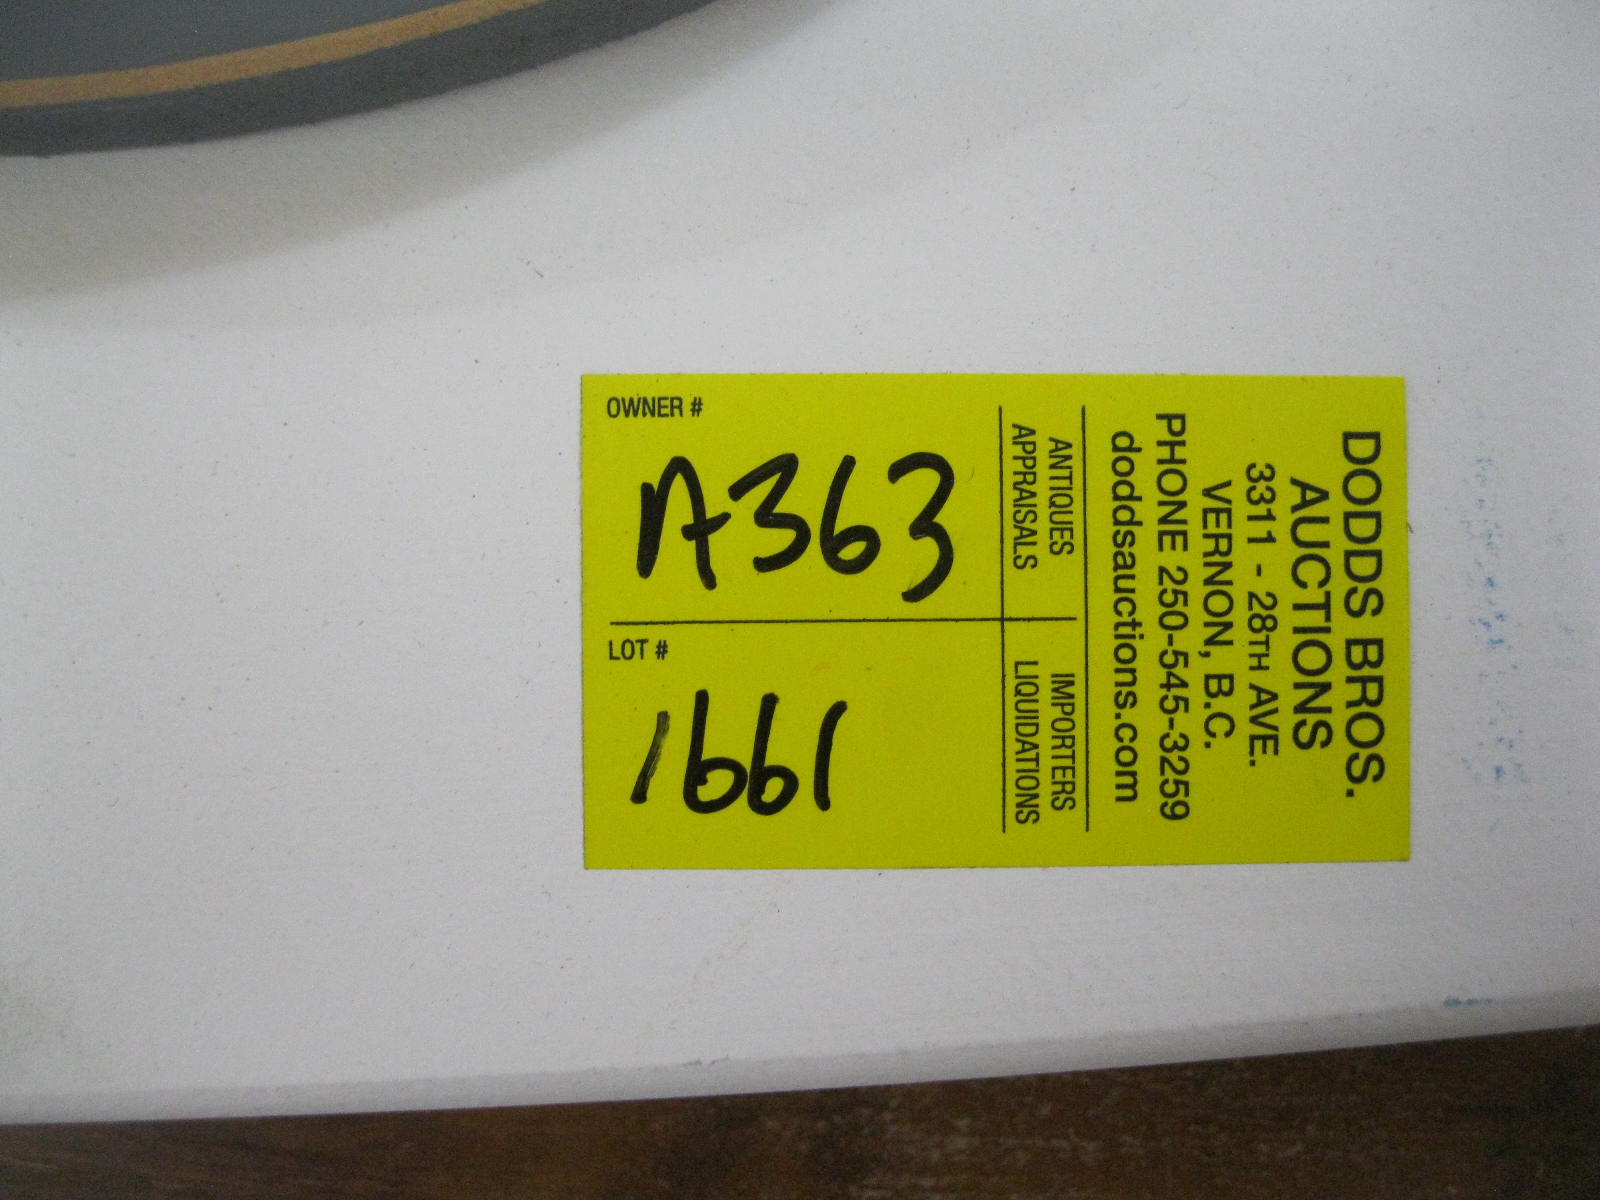 DODDS BROS.
AUCTIONS
3311 - 28TH AVE.
VERNON, B.C.
PHONE 250-545-3259
doddsauctions.com
ANTIQUES
APPRAISALS
IMPORTERS
LIQUIDATIONS
OWNER #
A363
LOT #
1661